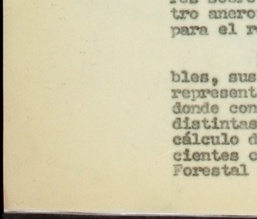 tro anero
para el r
bles, sus
represent
donde con
distintas
cálculo d
cientes c
Forestal